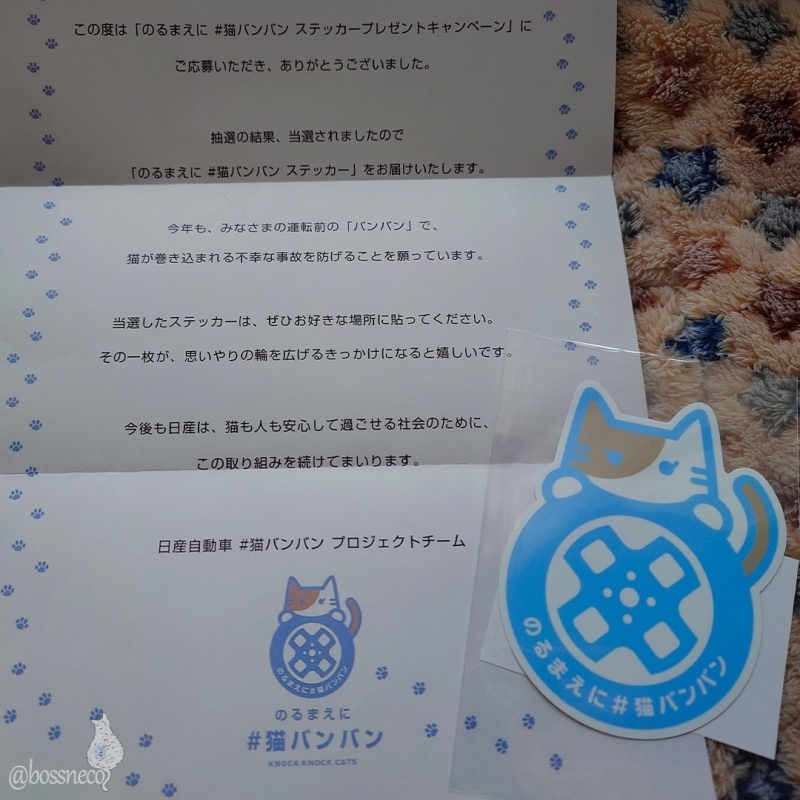 この度は「のるまえに #猫バンバン ステッカープレゼントキャンペーン」に
ご応募いただき、ありがとうございました。
抽選の結果、当選されましたので
「のるまえに #猫バンバン ステッカー」をお届けいたします。
今年も、みなさまの運転前の「バンバン」で、
猫が巻き込まれる不幸な事故を防げることを願っています。
当選したステッカーは、ぜひお好きな場所に貼ってください。
その一枚が、思いやりの輪を広げるきっかけになると嬉しいです。
今後も日産は、猫も人も安心して過ごせる社会のために、
この取り組みを続けてまいります。
日産自動車 #猫バンバン プロジェクトチーム
のるまえに#猫バンバン
のるまえに
#猫バンバン
KNOCK KNOCK CATS
のるまえに#猫バンバン
@bossneco